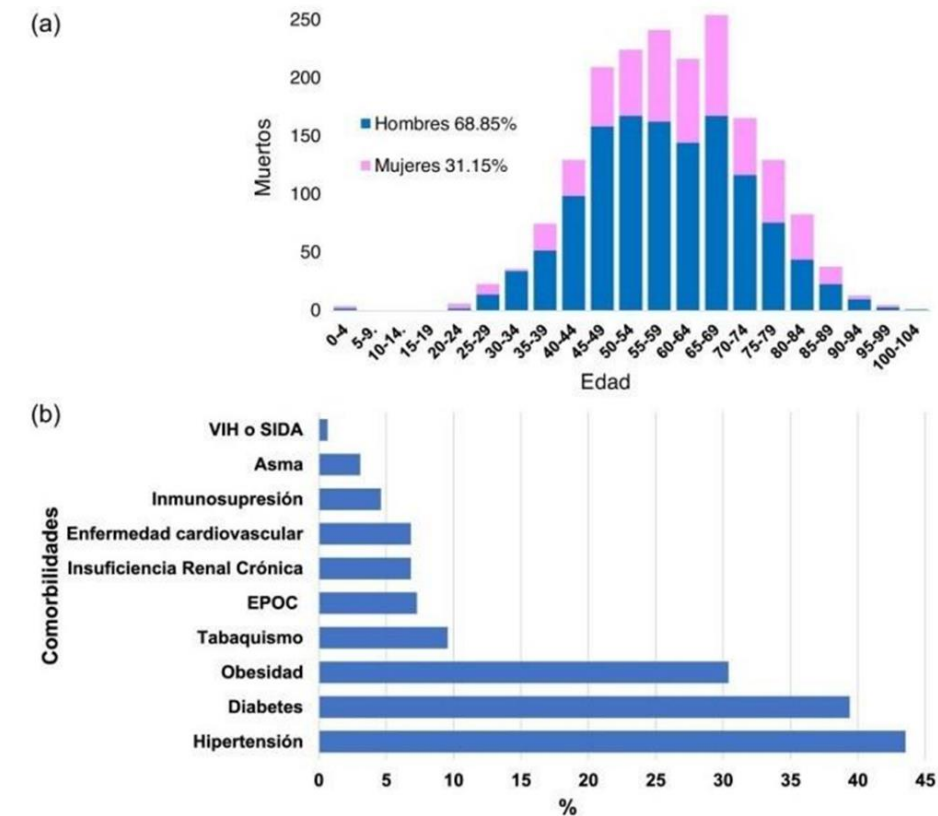 (a)
250
200
150
100
50
0
Muertos
Hombres 68.85%
Mujeres 31.15%
0-4
5-9.
10-14.
15-19
20-24
25-29
30-34
35-39
40-44
45-49
50-54
55-59
60-64
65-69
70-74
75-79
80-84
85-89
90-94
95-99
100-104
Edad
(b)
Comorbilidades
VIH o SIDA
Asma
Inmunosupresión
Enfermedad cardiovascular
Insuficiencia Renal Crónica
EPOC
Tabaquismo
Obesidad
Diabetes
Hipertensión
0 5 10 15 20 25 30 35 40 45
%